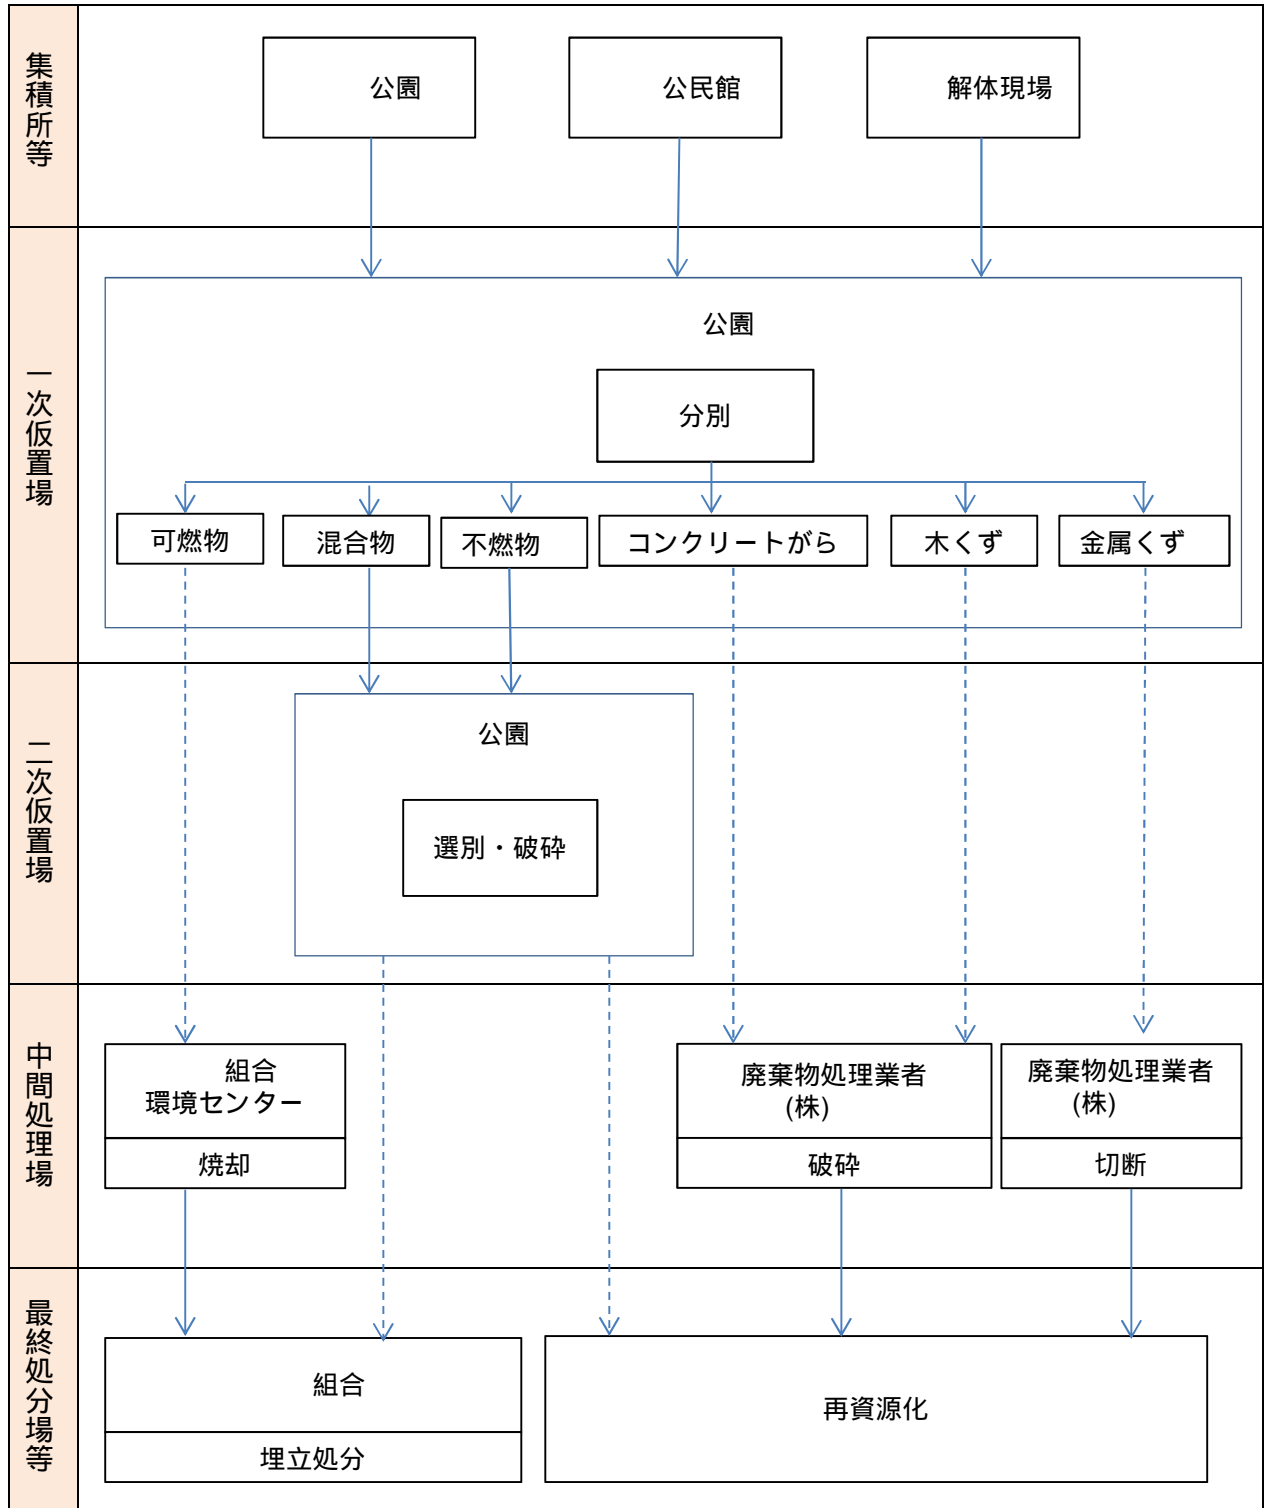 集積所等
公園
公民館
解体現場
一次仮置場
公園
分別
可燃物
混合物
不燃物
コンクリートがら
木くず
金属くず
二次仮置場
公園
選別・破砕
中間処理場
組合
環境センター
焼却
廃棄物処理業者
(株)
破砕
廃棄物処理業者
(株)
切断
最終処分場等
組合
埋立処分
再資源化